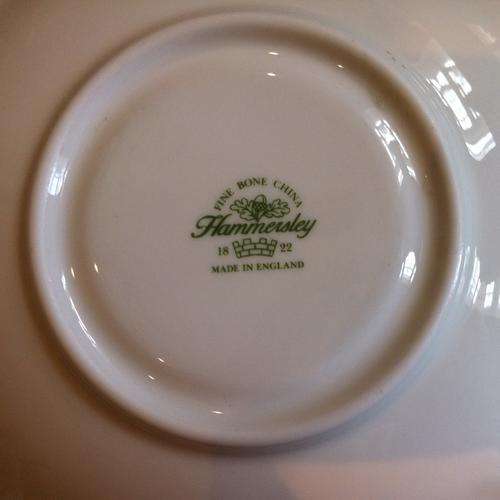 FINE BONE CHINA
Hammersley
18 22
MADE IN ENGLAND